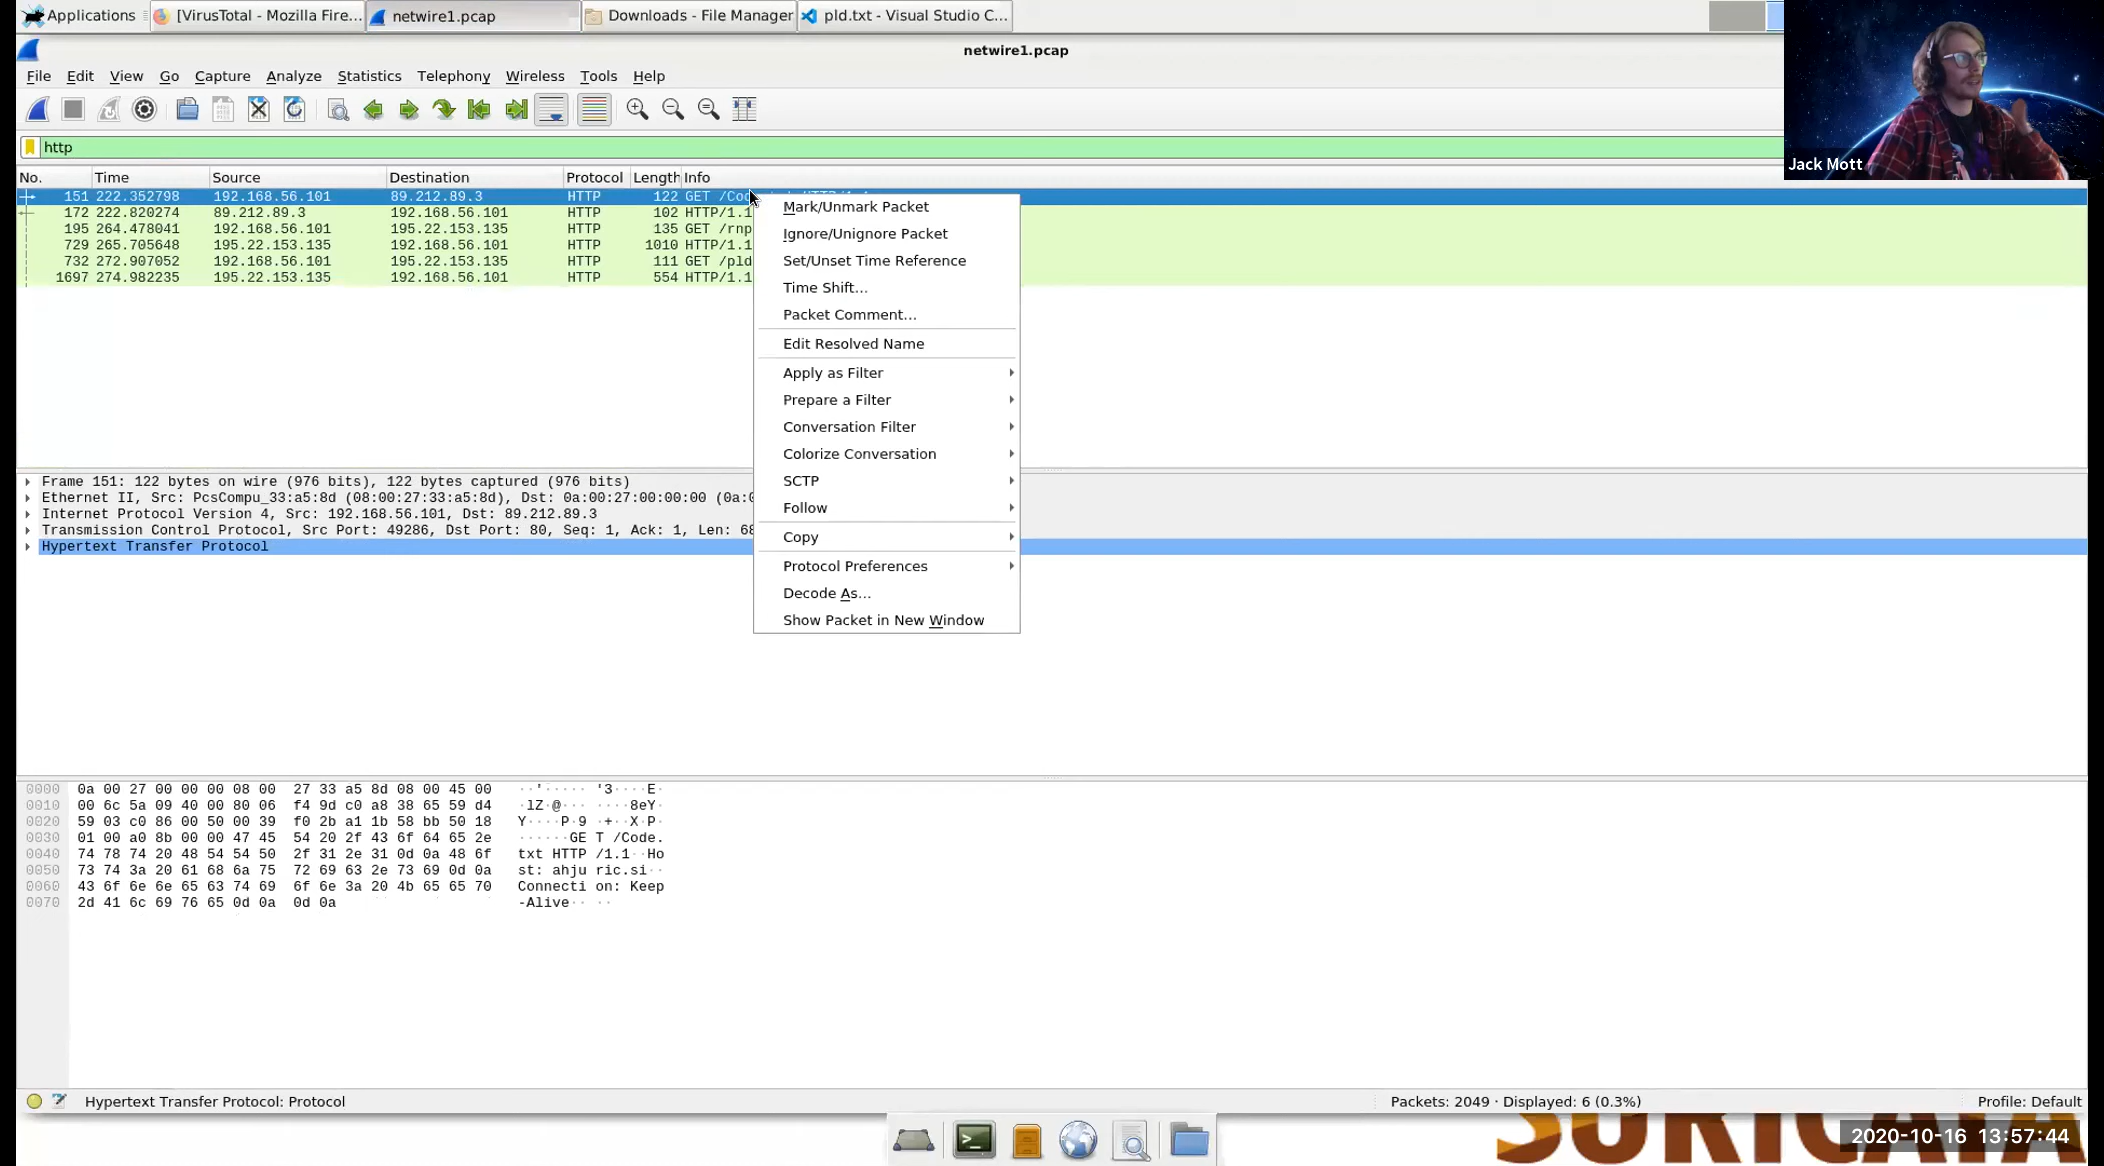 Applications
[VirusTotal - Mozilla Fire...
netwire1.pcap
Downloads - File Manager
pld.txt - Visual Studio C...
netwire1.pcap
File Edit View Go Capture Analyze Statistics Telephony Wireless Tools Help
Jack Mott
http
No. Time Source Destination Protocol Length Info
151 222.352798 192.168.56.101 89.212.89.3 HTTP 122 GET
172 222.820274 89.212.89.3 192.168.56.101 HTTP 102 HTTP/1.1
195 264.478041 192.168.56.101 195.22.153.135 HTTP 135 GET /rnp
729 265.705648 195.22.153.135 192.168.56.101 HTTP 1010 HTTP/1.1
732 272.907052 192.168.56.101 195.22.153.135 HTTP 111 GET /pld
1697 274.982235 195.22.153.135 192.168.56.101 HTTP 554 HTTP/1.1
Mark/Unmark Packet
Ignore/Unignore Packet
Set/Unset Time Reference
Time Shift...
Packet Comment...
Edit Resolved Name
Apply as Filter
Prepare a Filter
Conversation Filter
Colorize Conversation
SCTP
Follow
Copy
Protocol Preferences
Decode As...
Show Packet in New Window
Frame 151: 122 bytes on wire (976 bits), 122 bytes captured (976 bits)
Ethernet II, Src: PcsCompu_33:a5:8d (08:00:27:33:a5:8d), Dst: 0a:00:27:00:00:00 (0a:0
Internet Protocol Version 4, Src: 192.168.56.101, Dst: 89.212.89.3
Transmission Control Protocol, Src Port: 49286, Dst Port: 80, Seq: 1, Ack: 1, Len: 68
Hypertext Transfer Protocol
0000 0a 00 27 00 00 00 08 00 27 33 a5 8d 08 00 45 00 ··'····· '3····E·
0010 00 6c 5a 09 40 00 80 06 f4 9d c0 a8 38 65 59 d4 ·lZ·@··· ····8eY·
0020 59 03 c0 86 00 50 00 39 f0 2b a1 1b 58 bb 50 18 Y····P·9 ·+··X·P·
0030 01 00 a0 8b 00 00 47 45 54 20 2f 43 6f 64 65 2e ······GE T /Code.
0040 74 78 74 20 48 54 54 50 2f 31 2e 31 0d 0a 48 6f txt HTTP /1.1··Ho
0050 73 74 3a 20 61 68 6a 75 72 69 63 2e 73 69 0d 0a st: ahju ric.si··
0060 43 6f 6e 6e 65 63 74 69 6f 6e 3a 20 4b 65 65 70 Connecti on: Keep
0070 2d 41 6c 69 76 65 0d 0a 0d 0a -Alive·· ··
Hypertext Transfer Protocol: Protocol
Packets: 2049 · Displayed: 6 (0.3%)
Profile: Default
SURICATA
2020-10-16 13:57:44